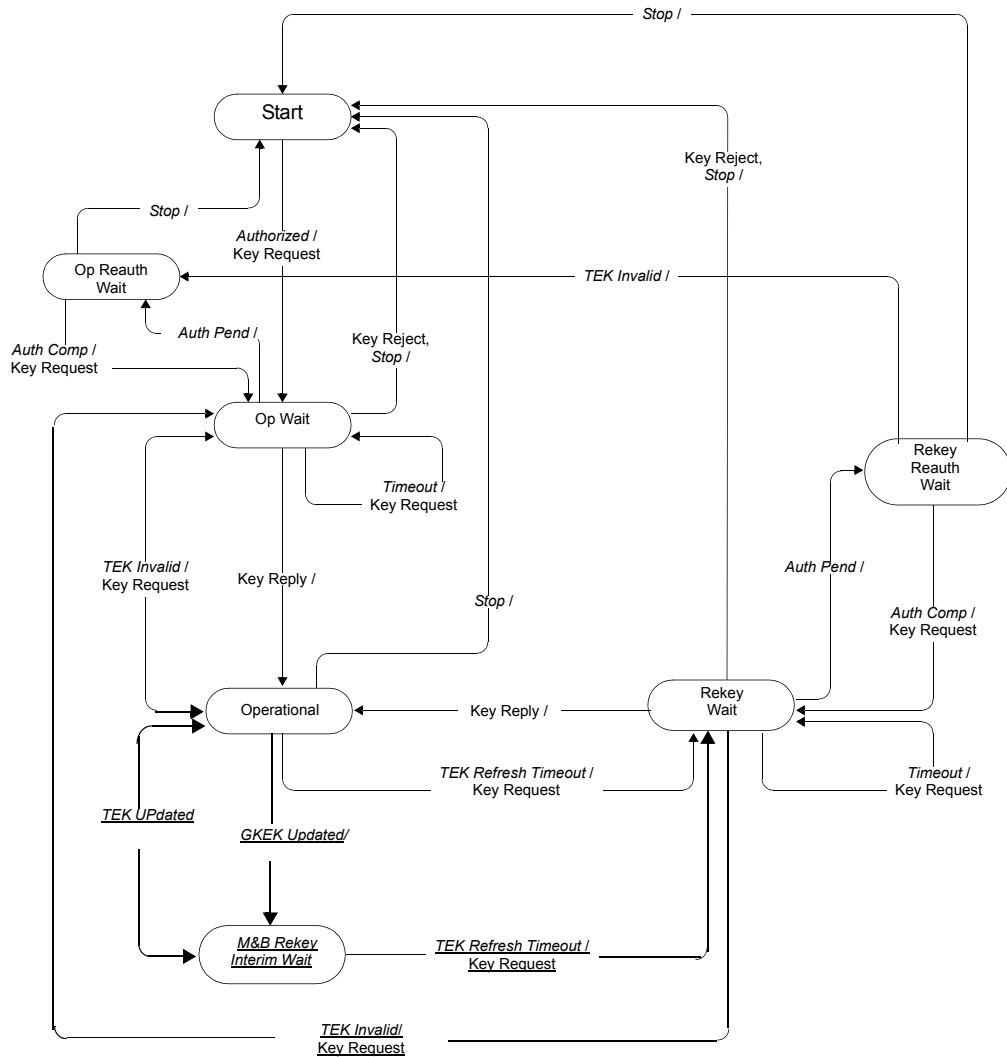 Stop /
Start
Key Reject,
Stop /
Stop /
Authorized /
Key Request
Op Reauth
Wait
TEK Invalid /
Auth Pend /
Key Reject,
Stop /
Auth Comp /
Key Request
Op Wait
Rekey
Reauth
Wait
Timeout /
Key Request
TEK Invalid /
Key Request
Key Reply /
Auth Pend /
Stop /
Auth Comp /
Key Request
Operational
Key Reply /
Rekey
Wait
TEK Refresh Timeout /
Key Request
Timeout /
Key Request
TEK UPdated
GKEK Updated/
M&B Rekey
Interim Wait
TEK Refresh Timeout /
Key Request
TEK Invalid/
Key Request